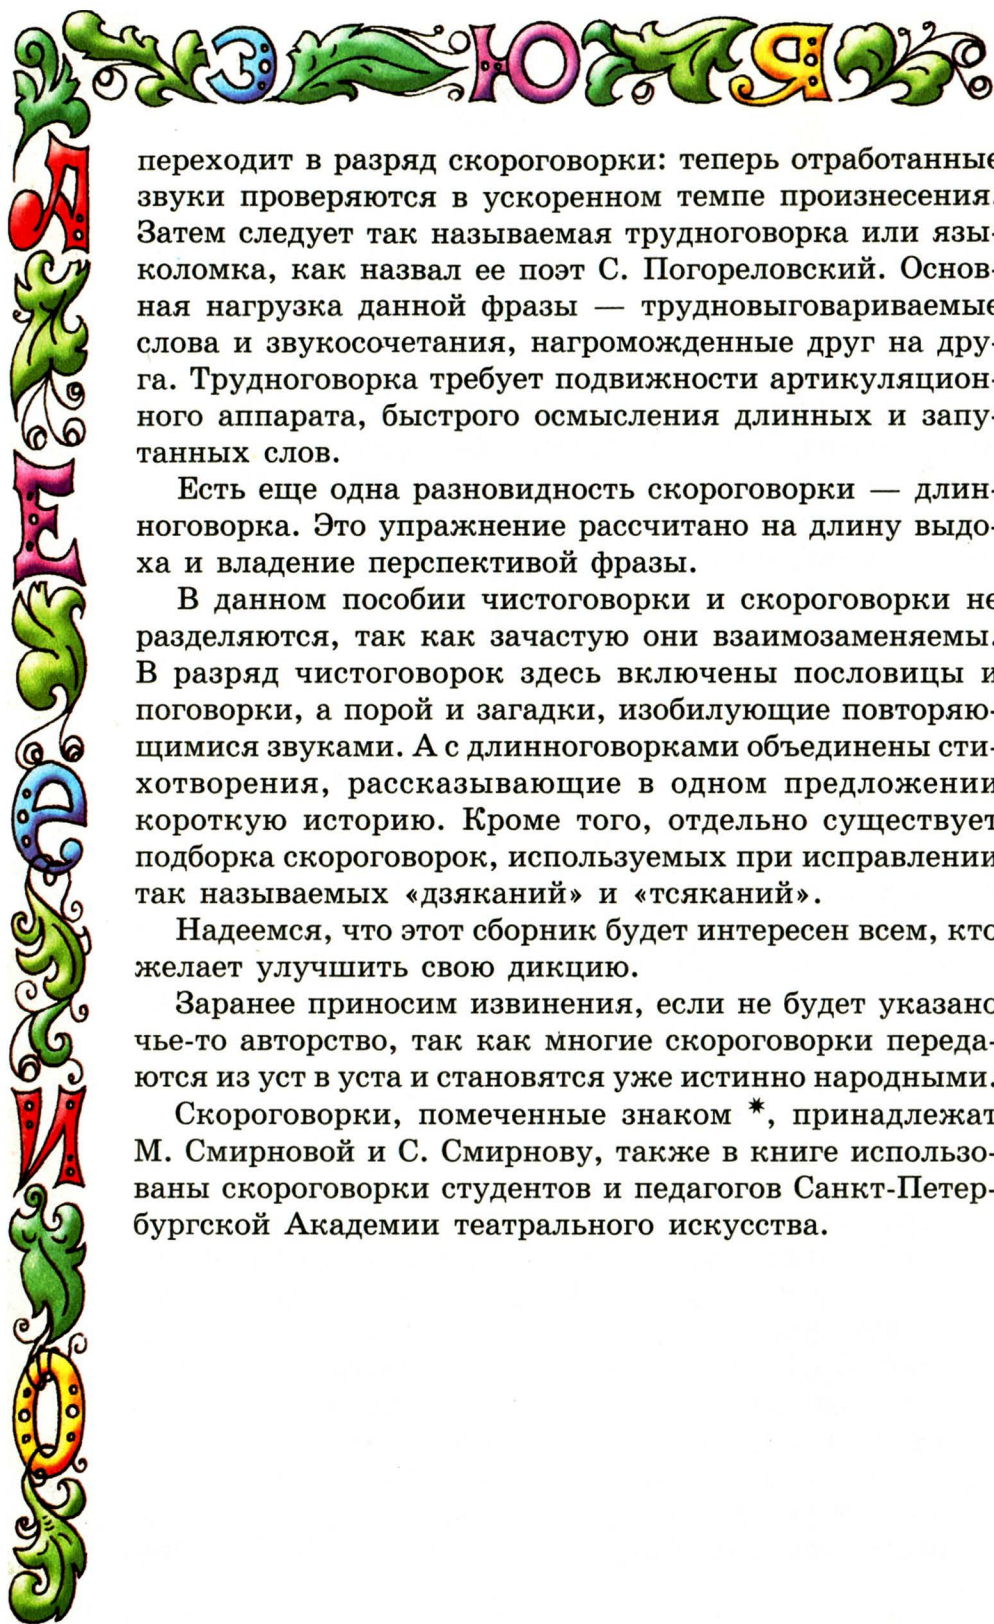 З Ю Я
А
Е
Е
И
О
переходит в разряд скороговорки: теперь отработанные
звуки проверяются в ускоренном темпе произнесения.
Затем следует так называемая трудноговорка или язы-
коломка, как назвал ее поэт С. Погореловский. Основ-
ная нагрузка данной фразы — трудновыговариваемые
слова и звукосочетания, нагроможденные друг на дру-
га. Трудноговорка требует подвижности артикуляцион-
ного аппарата, быстрого осмысления длинных и запу-
танных слов.
Есть еще одна разновидность скороговорки — длин-
ноговорка. Это упражнение рассчитано на длину выдо-
ха и владение перспективой фразы.
В данном пособии чистоговорки и скороговорки не
разделяются, так как зачастую они взаимозаменяемы.
В разряд чистоговорок здесь включены пословицы и
поговорки, а порой и загадки, изобилующие повторяю-
щимися звуками. А с длинноговорками объединены сти-
хотворения, рассказывающие в одном предложении
короткую историю. Кроме того, отдельно существует
подборка скороговорок, используемых при исправлении
так называемых «дзяканий» и «тсяканий».
Надеемся, что этот сборник будет интересен всем, кто
желает улучшить свою дикцию.
Заранее приносим извинения, если не будет указано
чье-то авторство, так как многие скороговорки переда-
ются из уст в уста и становятся уже истинно народными.
Скороговорки, помеченные знаком *, принадлежат
М. Смирновой и С. Смирнову, также в книге использо-
ваны скороговорки студентов и педагогов Санкт-Петер-
бургской Академии театрального искусства.